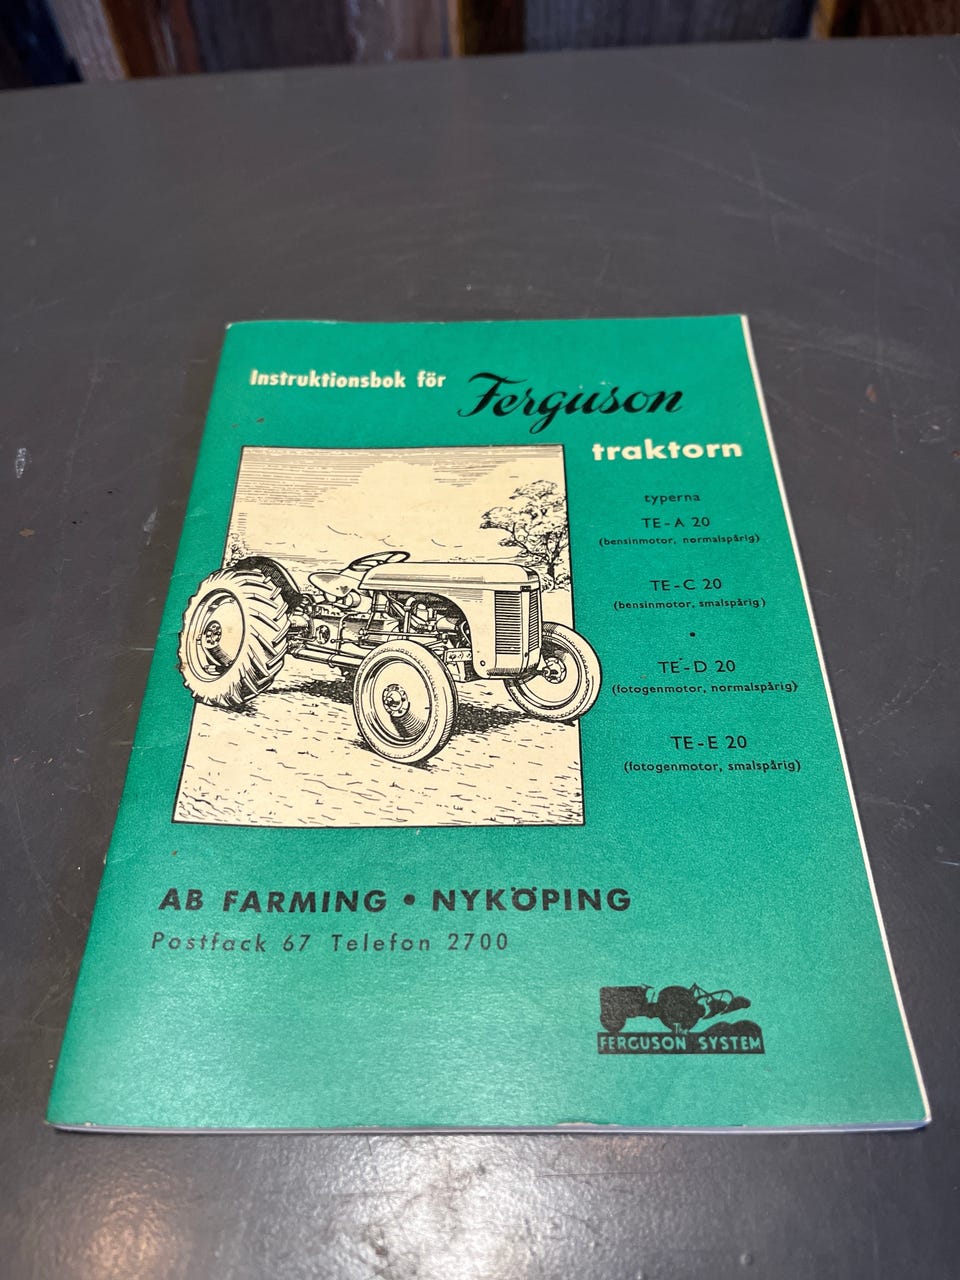 Instruktionsbok för Ferguson
traktorn
typerna
TE-A 20
(bensinmotor, normalspårig)
TE-C 20
(bensinmotor, smalspårig)
•
TE-D 20
(fotogenmotor, normalspårig)
TE-E 20
(fotogenmotor, smalspårig)
AB FARMING • NYKÖPING
Postfack 67 Telefon 2700
The
FERGUSON SYSTEM